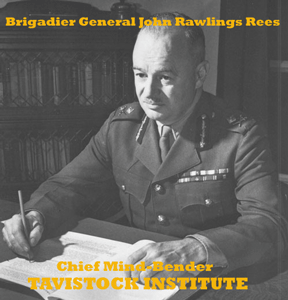 Brigadier General John Rawlings Rees
Chief Mind-Bender
TAVISTOCK INSTITUTE